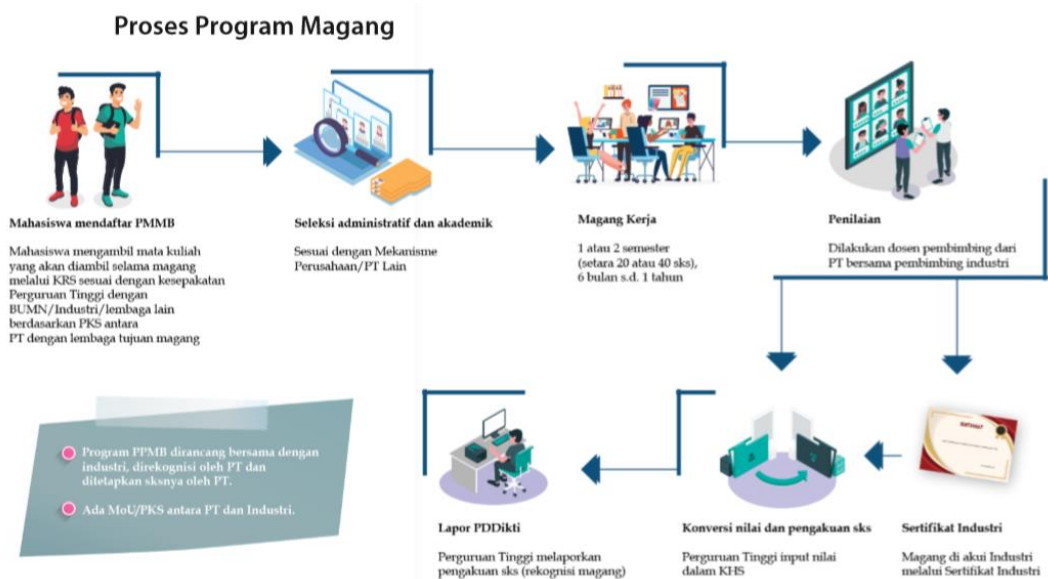 Proses Program Magang
Mahasiswa mendaftar PMMB
Mahasiswa mengambil mata kuliah
yang akan diambil selama magang
melalui KRS sesuai dengan kesepakatan
Perguruan Tinggi dengan
BUMN/Industri/lembaga lain
berdasarkan PKS antara
PT dengan lembaga tujuan magang
Seleksi administratif dan akademik
Sesuai dengan Mekanisme
Perusahaan/PT Lain
Magang Kerja
1 atau 2 semester
(setara 20 atau 40 sks),
6 bulan s.d. 1 tahun
Penilaian
Dilakukan dosen pembimbing dari
PT bersama pembimbing industri
Program PPMB dirancang bersama dengan
industri, direkognisi oleh PT dan
ditetapkan sksnya oleh PT.
Ada MoU/PKS antara PT dan Industri.
Lapor PDDikti
Perguruan Tinggi melaporkan
pengakuan sks (rekognisi magang)
Konversi nilai dan pengakuan sks
Perguruan Tinggi input nilai
dalam KHS
Sertifikat Industri
Magang di akui Industri
melalui Sertifikat Industri